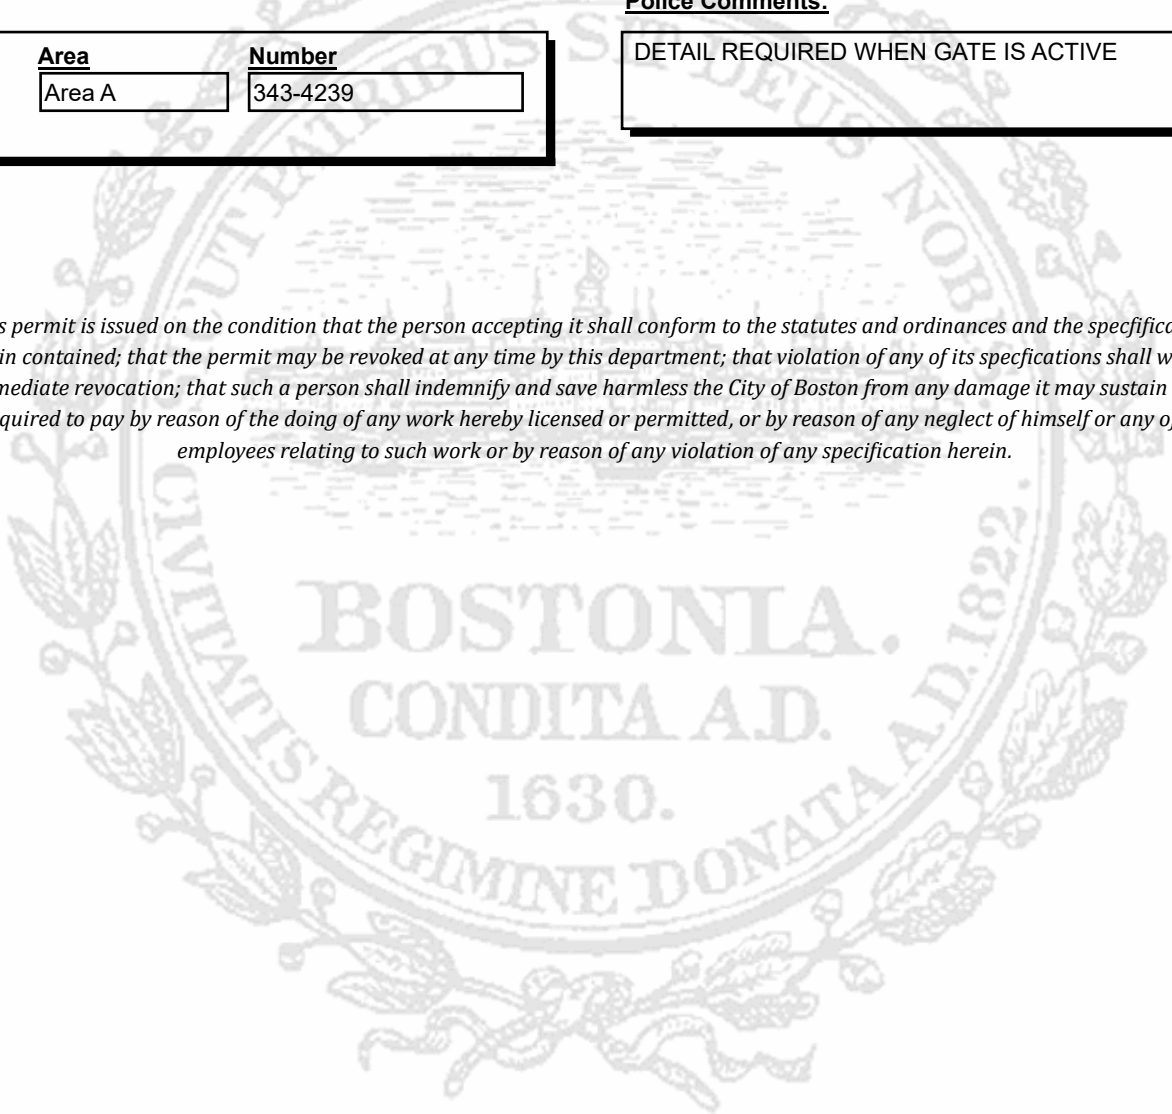 Police Comments:
Area Number
Area A 343-4239
DETAIL REQUIRED WHEN GATE IS ACTIVE
s permit is issued on the condition that the person accepting it shall conform to the statutes and ordinances and the specfifica
in contained; that the permit may be revoked at any time by this department; that violation of any of its specfications shall w
mediate revocation; that such a person shall indemnify and save harmless the City of Boston from any damage it may sustain
quired to pay by reason of the doing of any work hereby licensed or permitted, or by reason of any neglect of himself or any o
employees relating to such work or by reason of any violation of any specification herein.
SICUT PATRIBUS SIT DEUS NOBIS
BOSTONIA.
CONDITA A.D.
1630.
CIVITATIS REGIMINE DONATA A.D. 1822.